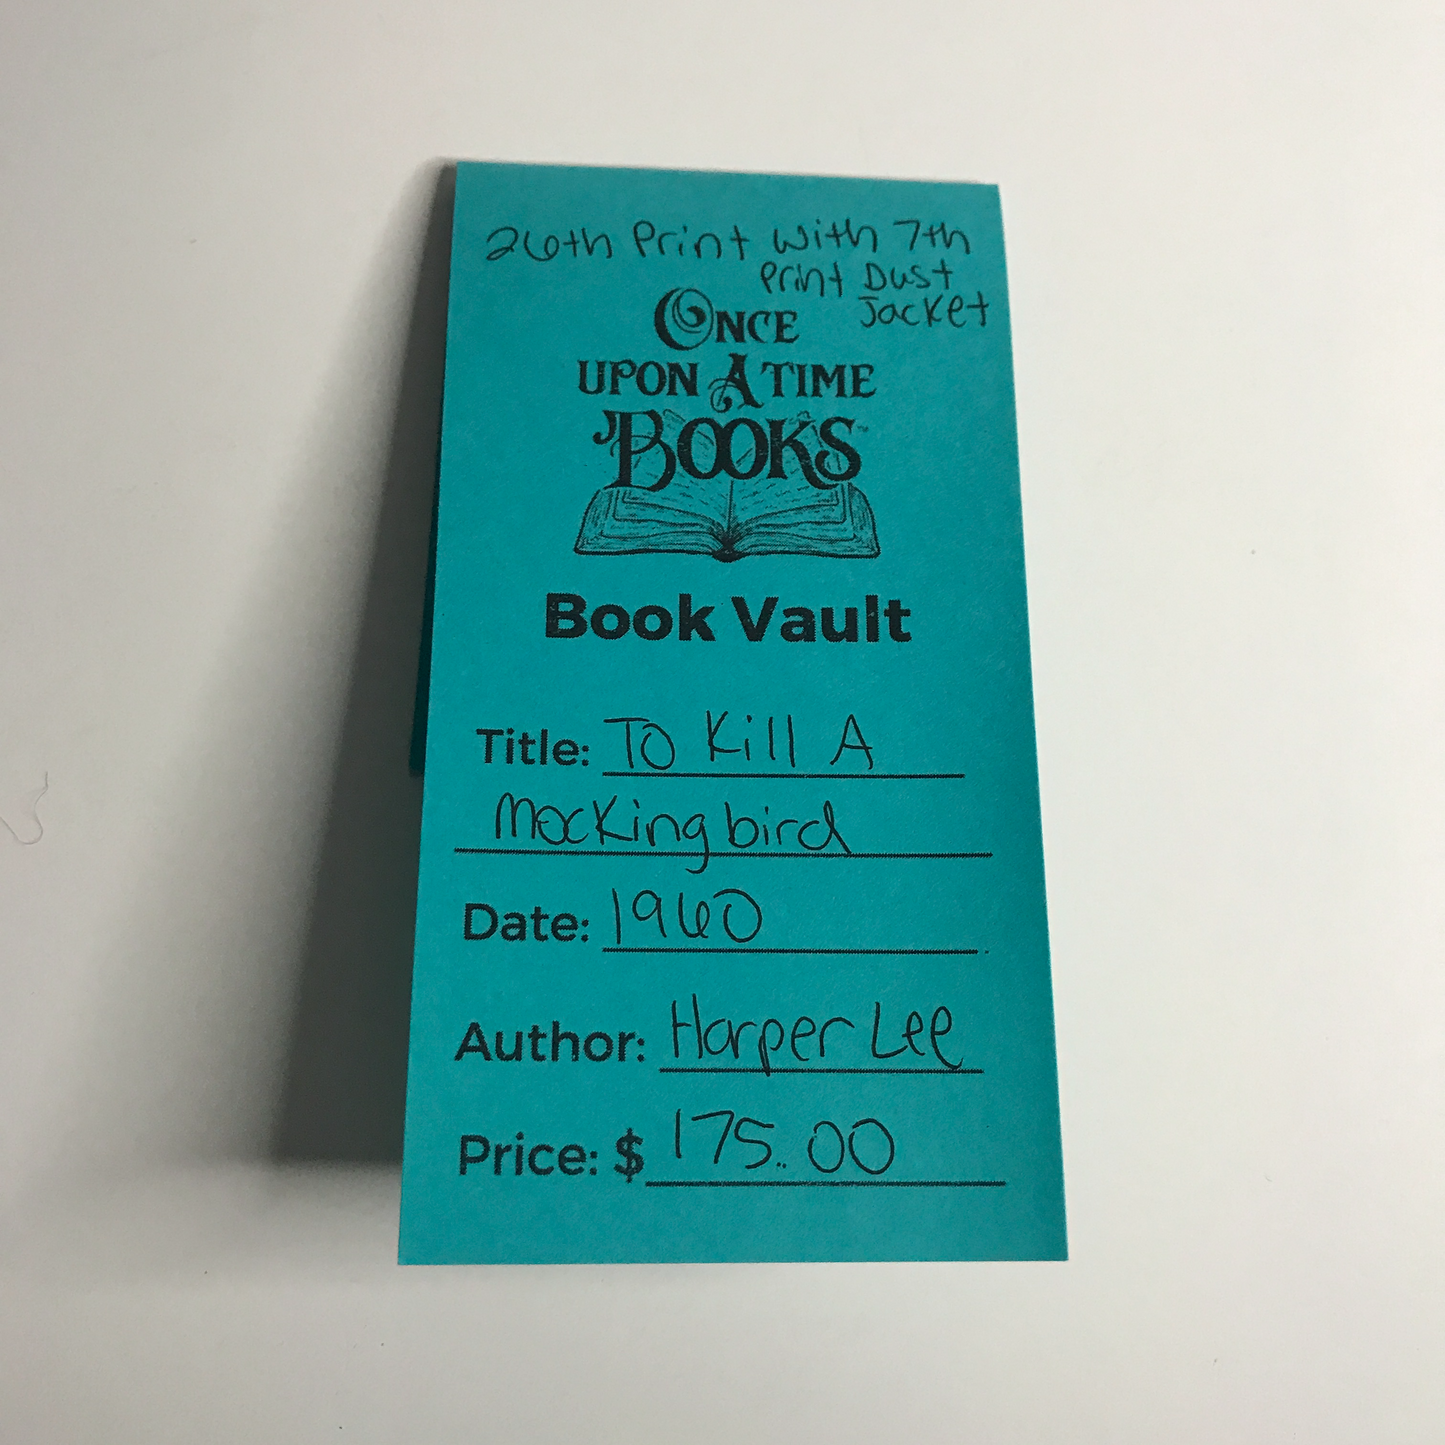 26th Print with 7th
Print Dust
Jacket
ONCE
UPON A TIME
BOOKS
Book Vault
Title: To Kill A
Mockingbird
Date: 1960
Author: Harper Lee
Price: $ 175.00